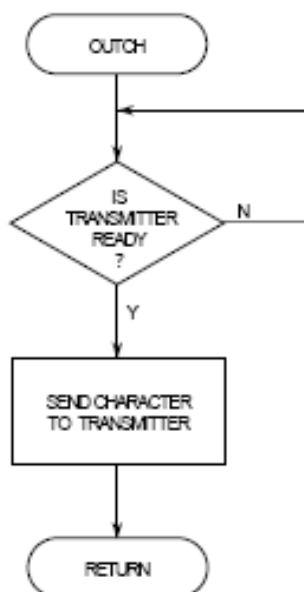 OUTCH
IS
TRANSMITTER
READY
?
N
Y
SEND CHARACTER
TO TRANSMITTER
RETURN